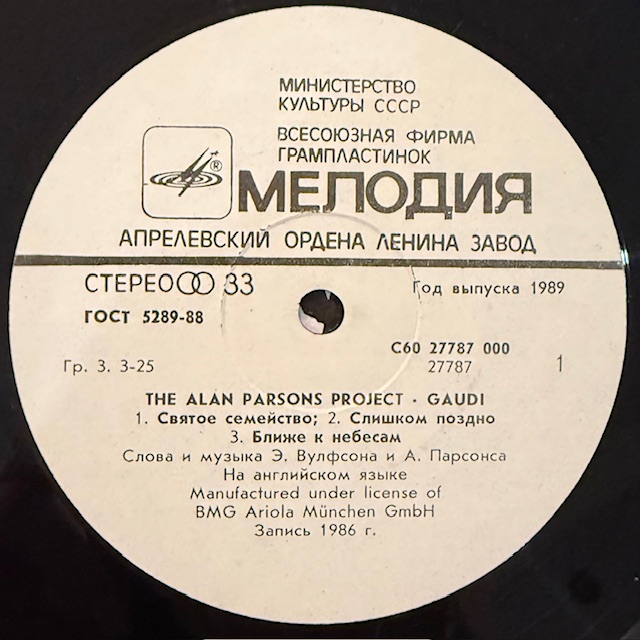 МИНИСТЕРСТВО
КУЛЬТУРЫ СССР
ВСЕСОЮЗНАЯ ФИРМА
ГРАМПЛАСТИНОК
®
МЕЛОДИЯ
АПРЕЛЕВСКИЙ ОРДЕНА ЛЕНИНА ЗАВОД
СТЕРЕО 33
Год выпуска 1989
ГОСТ 5289-88
С60 27787 000
Гр. 3. 3-25
27787
1
THE ALAN PARSONS PROJECT · GAUDI
1. Святое семейство; 2. Слишком поздно
3. Ближе к небесам
Слова и музыка Э. Вулфсона и А. Парсонса
На английском языке
Manufactured under license of
BMG Ariola München GmbH
Запись 1986 г.